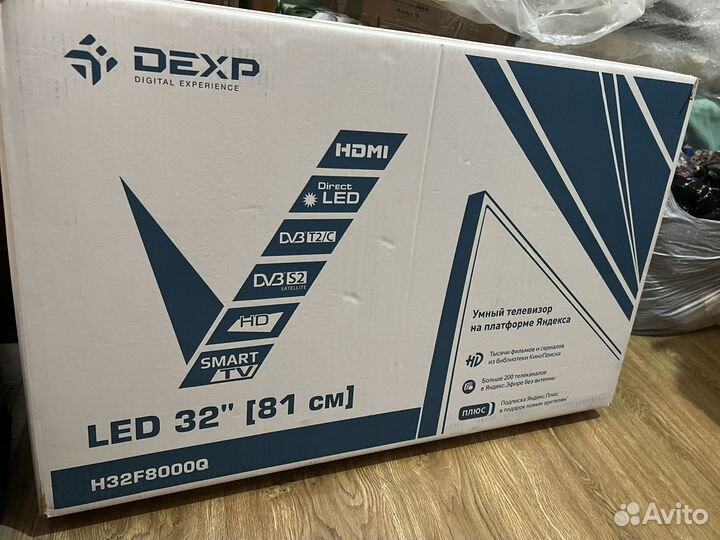 DEXP
DIGITAL EXPERIENCE
HDMI
Direct
LED
DVB T2/C
DVB S2
SATELLITE
HD
SMART
TV
LED 32" [81 см]
H32F8000Q
Умный телевизор
на платформе Яндекса
HD
Тысячи фильмов и сериалов
из библиотеки КиноПоиска
Больше 200 телеканалов
в Яндекс.Эфире без антенны
ПЛЮС
Подписка Яндекс.Плюс
в подарок новым зрителям*
Avito